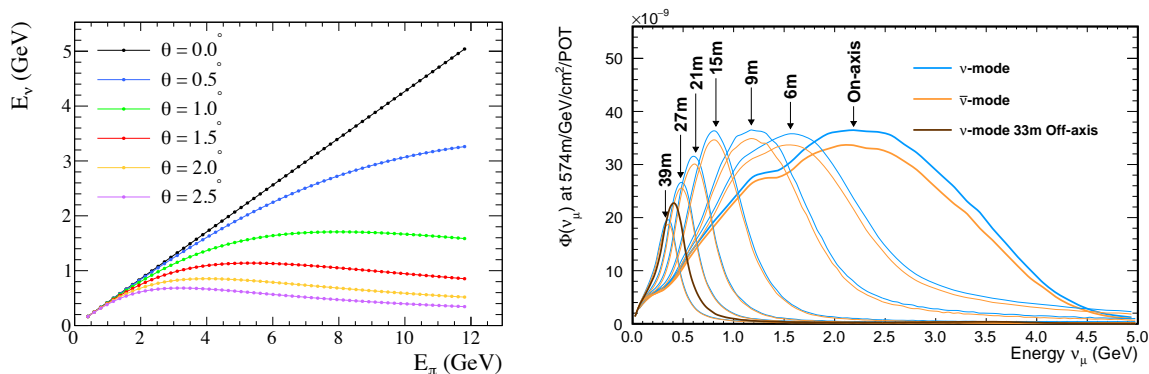 E_ν (GeV)
5
4
3
2
1
0
θ = 0.0°
θ = 0.5°
θ = 1.0°
θ = 1.5°
θ = 2.0°
θ = 2.5°
0 2 4 6 8 10 12
E_π (GeV)
×10⁻⁹
Φ(ν_μ) at 574m/GeV/cm²/POT
60
50
40
30
20
10
0
39m
27m
21m
15m
9m
6m
On-axis
ν-mode
ν̄-mode
ν-mode 33m Off-axis
0.0 0.5 1.0 1.5 2.0 2.5 3.0 3.5 4.0 4.5 5.0
Energy ν_μ (GeV)